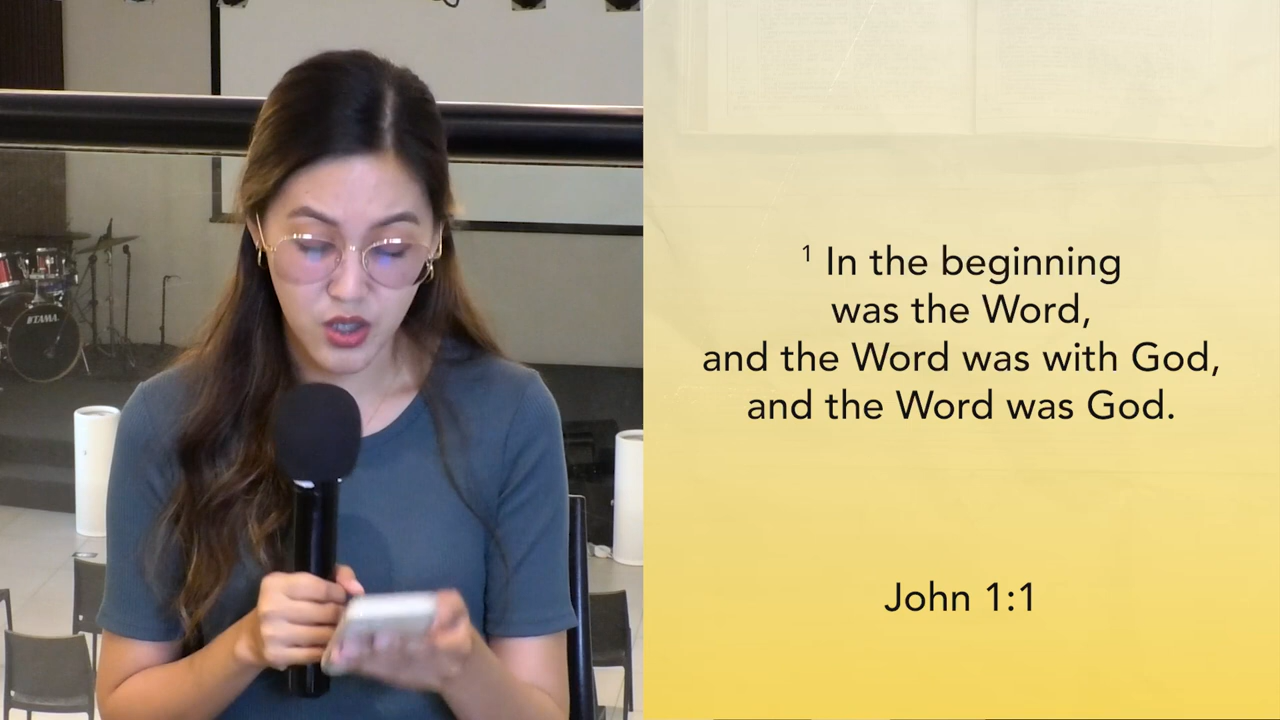 TAMA
¹ In the beginning
was the Word,
and the Word was with God,
and the Word was God.
John 1:1